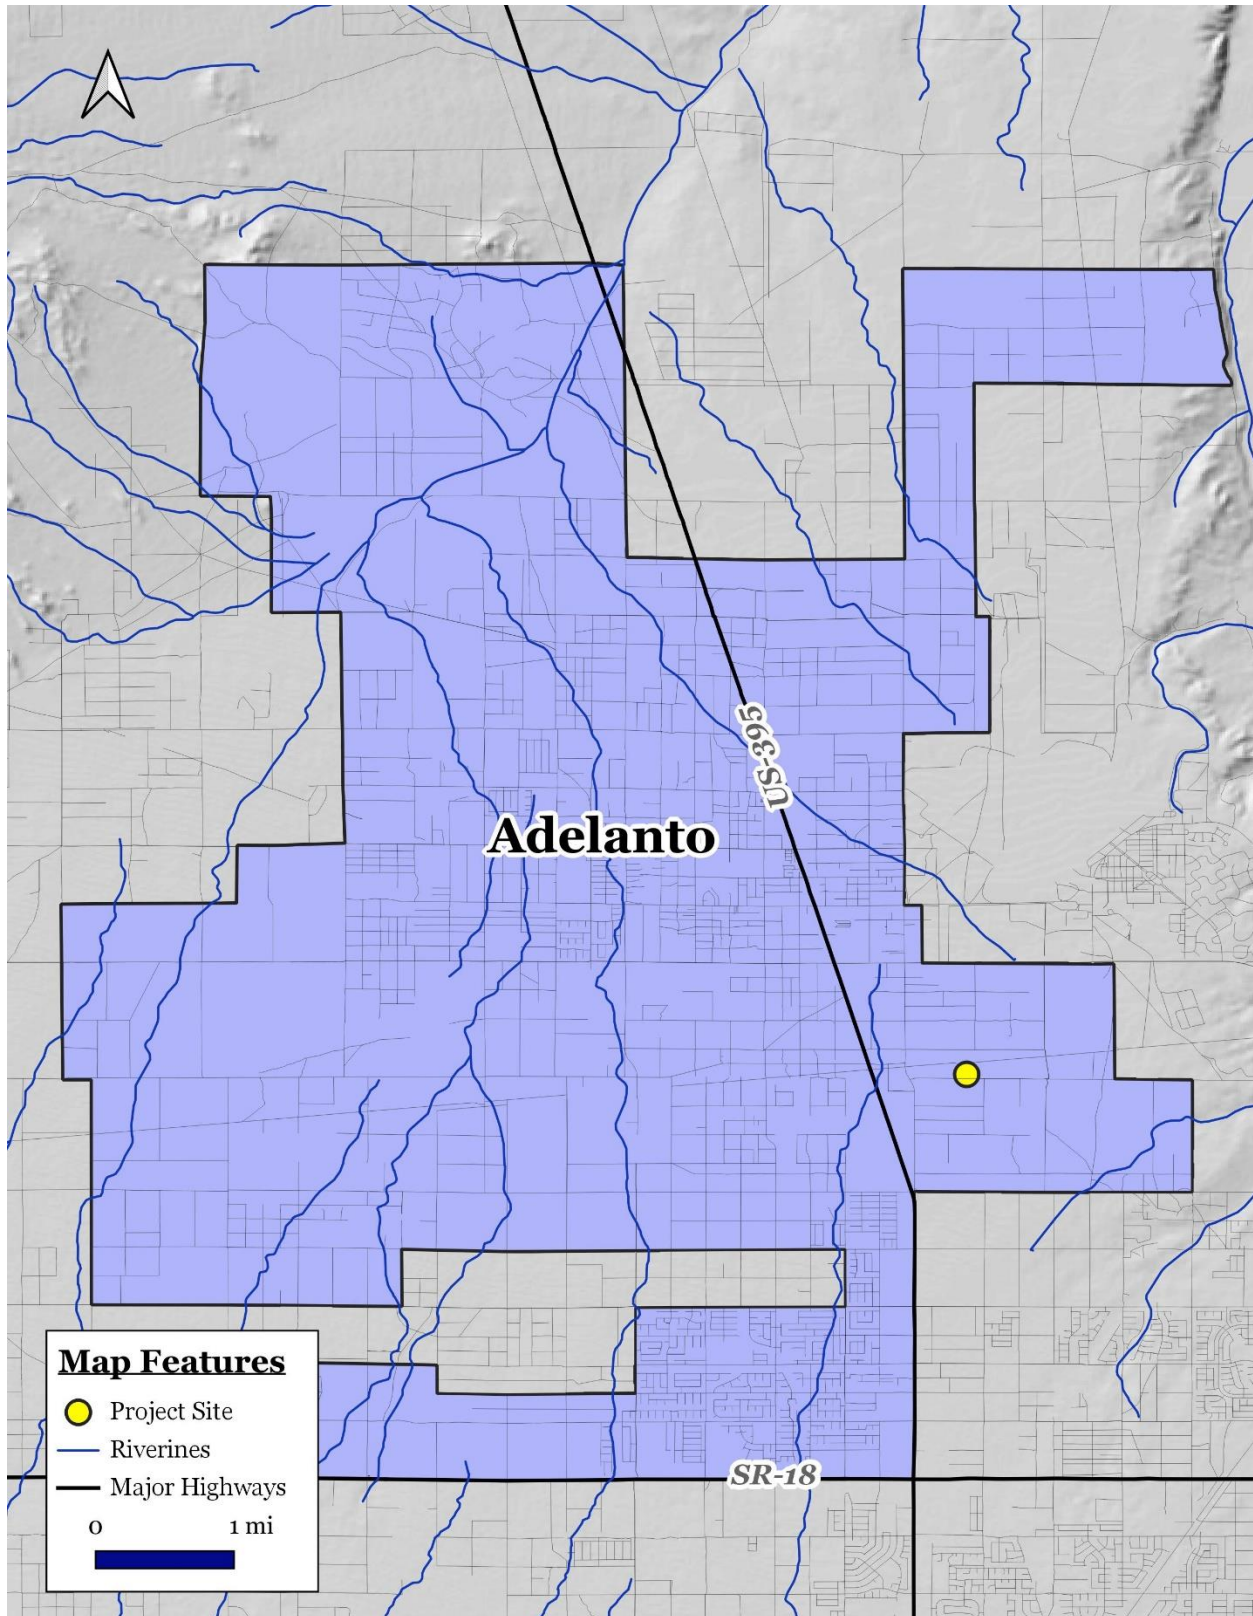 US-395
Adelanto
SR-18
Map Features
Project Site
Riverines
Major Highways
0 1 mi